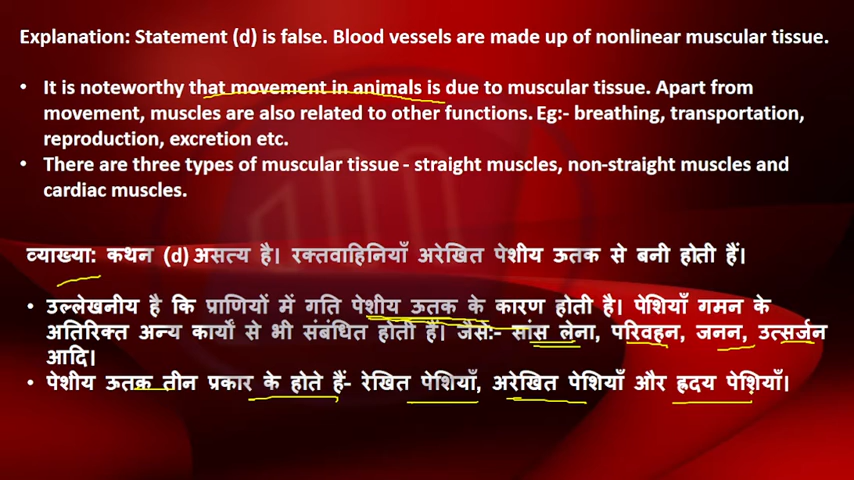 Explanation: Statement (d) is false. Blood vessels are made up of nonlinear muscular tissue.
• It is noteworthy that movement in animals is due to muscular tissue. Apart from
movement, muscles are also related to other functions. Eg:- breathing, transportation,
reproduction, excretion etc.
• There are three types of muscular tissue - straight muscles, non-straight muscles and
cardiac muscles.
व्याख्या: कथन (d) असत्य है। रक्तवाहिनियाँ अरेखित पेशीय ऊतक से बनी होती हैं।
• उल्लेखनीय है कि प्राणियों में गति पेशीय ऊतक के कारण होती है। पेशियाँ गमन के
अतिरिक्त अन्य कार्यों से भी संबंधित होती हैं। जैसे:- सांस लेना, परिवहन, जनन, उत्सर्जन
आदि।
• पेशीय ऊतक तीन प्रकार के होते हैं- रेखित पेशियाँ, अरेखित पेशियाँ और ह्रदय पेशियाँ।